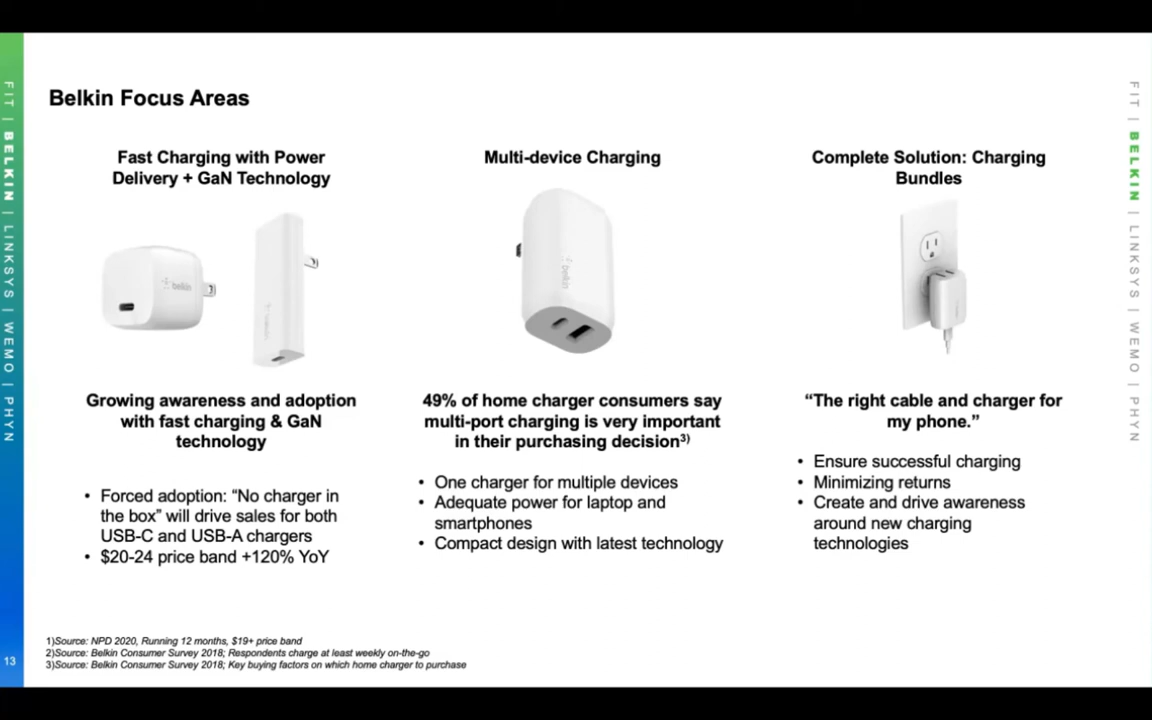 Belkin Focus Areas
Fast Charging with Power
Delivery + GaN Technology
belkin
Growing awareness and adoption
with fast charging & GaN
technology
• Forced adoption: “No charger in
the box” will drive sales for both
USB-C and USB-A chargers
• $20-24 price band +120% YoY
Multi-device Charging
belkin
49% of home charger consumers say
multi-port charging is very important
in their purchasing decision3)
• One charger for multiple devices
• Adequate power for laptop and
smartphones
• Compact design with latest technology
Complete Solution: Charging
Bundles
“The right cable and charger for
my phone.”
• Ensure successful charging
• Minimizing returns
• Create and drive awareness
around new charging
technologies
1)Source: NPD 2020, Running 12 months, $19+ price band
2)Source: Belkin Consumer Survey 2018; Respondents charge at least weekly on-the-go
3)Source: Belkin Consumer Survey 2018; Key buying factors on which home charger to purchase
13
FIT | BELKIN | LINKSYS | WEMO | PHYN
FIT | BELKIN | LINKSYS | WEMO | PHYN